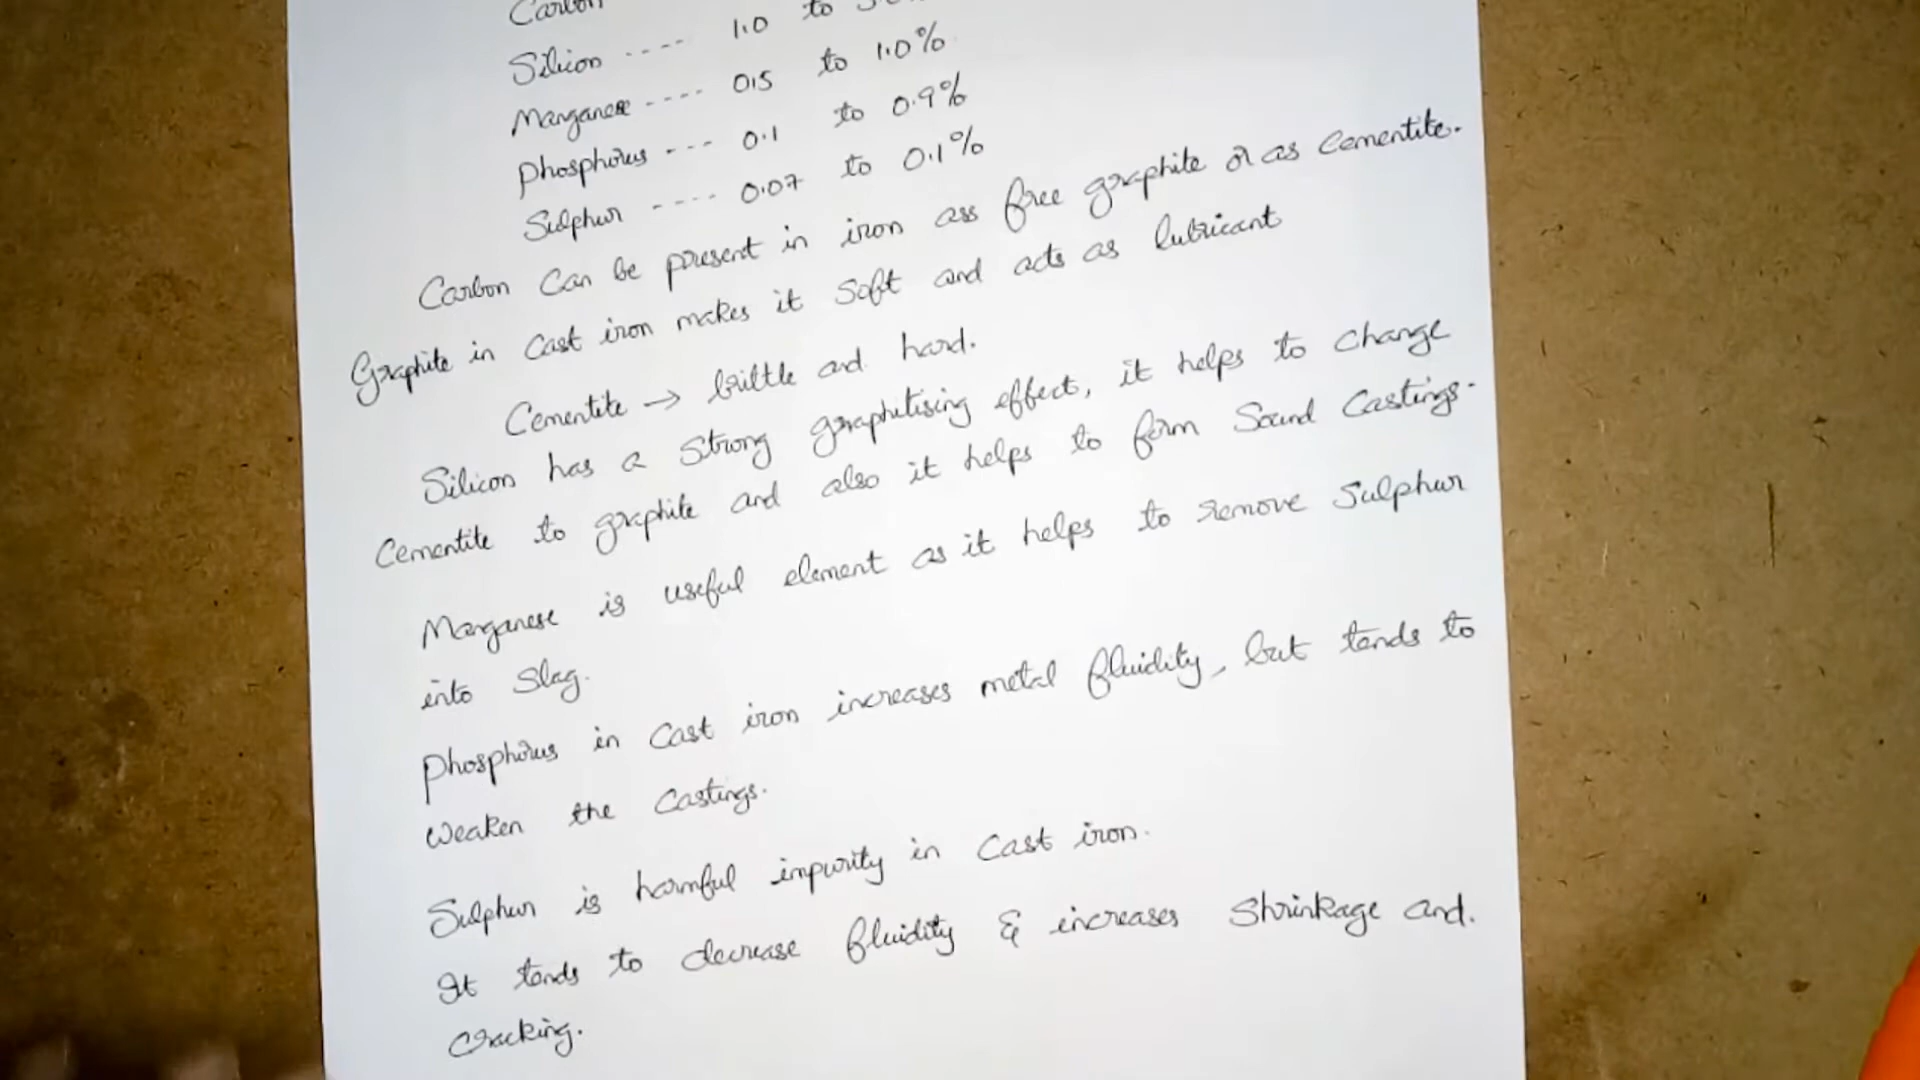 Carbon
Silicon ---- 1.0 to
Manganese ---- 0.5 to 1.0%
Phosphorus --- 0.1 to 0.9%
Sulphur ---- 0.07 to 0.1%
Carbon can be present in iron ass free graphite or as cementite.
Graphite in cast iron makes it soft and acts as lubricant
Cementite → brittle and hard.
Silicon has a strong graphitising effect, it helps to change
cementite to graphite and also it helps to form Sound Castings.
Manganese is useful element as it helps to remove Sulphur
into Slag.
Phosphorus in cast iron increases metal fluidity, but tends to
weaken the castings.
Sulphur is harmful impurity in cast iron.
It tends to decrease fluidity & increases Shrinkage and.
Cracking.